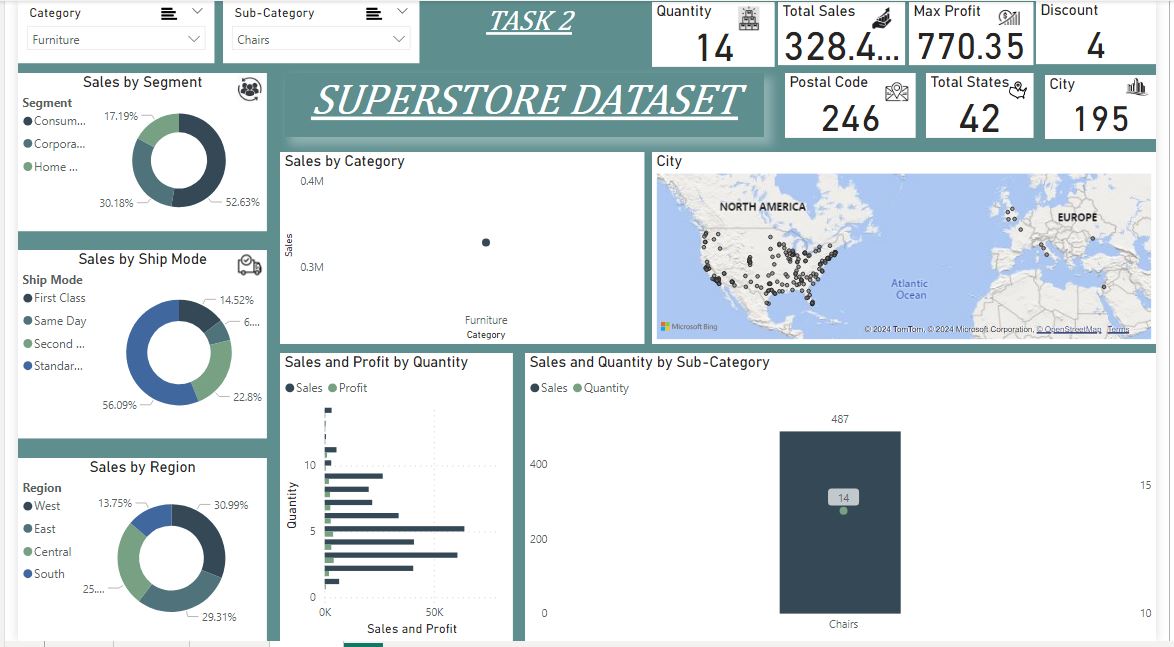 Category
Furniture
Sub-Category
Chairs
TASK 2
Quantity
14
Total Sales
328.4...
Max Profit
770.35
Discount
4
SUPERSTORE DATASET
Postal Code
246
Total States
42
City
195
Sales by Segment
Segment
Consum...
Corpora...
Home ...
17.19%
30.18%
52.63%
Sales by Ship Mode
Ship Mode
First Class
Same Day
Second ...
Standar...
14.52%
6....
22.8%
56.09%
Sales by Region
Region
West
East
Central
South
13.75%
30.99%
25....
29.31%
Sales by Category
0.4M
Sales
0.3M
Furniture
Category
City
NORTH AMERICA
EUROPE
Atlantic
Ocean
Microsoft Bing
© 2024 TomTom, © 2024 Microsoft Corporation, © OpenStreetMap Terms
Sales and Profit by Quantity
Sales Profit
Quantity
10
5
0
0K 50K
Sales and Profit
Sales and Quantity by Sub-Category
Sales Quantity
487
400
15
14
200
0
10
Chairs